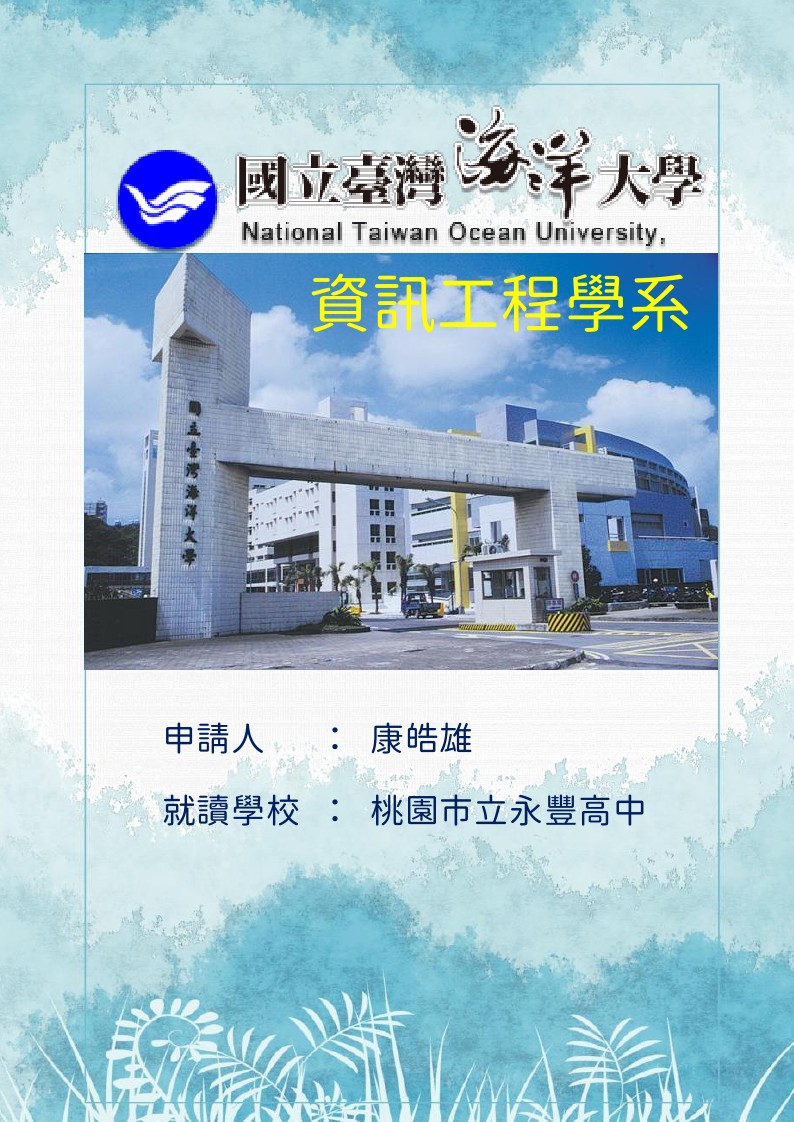 國立臺灣海洋大學
National Taiwan Ocean University,
資訊工程學系
國立臺灣海洋大學
申請人 ： 康皓雄
就讀學校 ： 桃園市立永豐高中